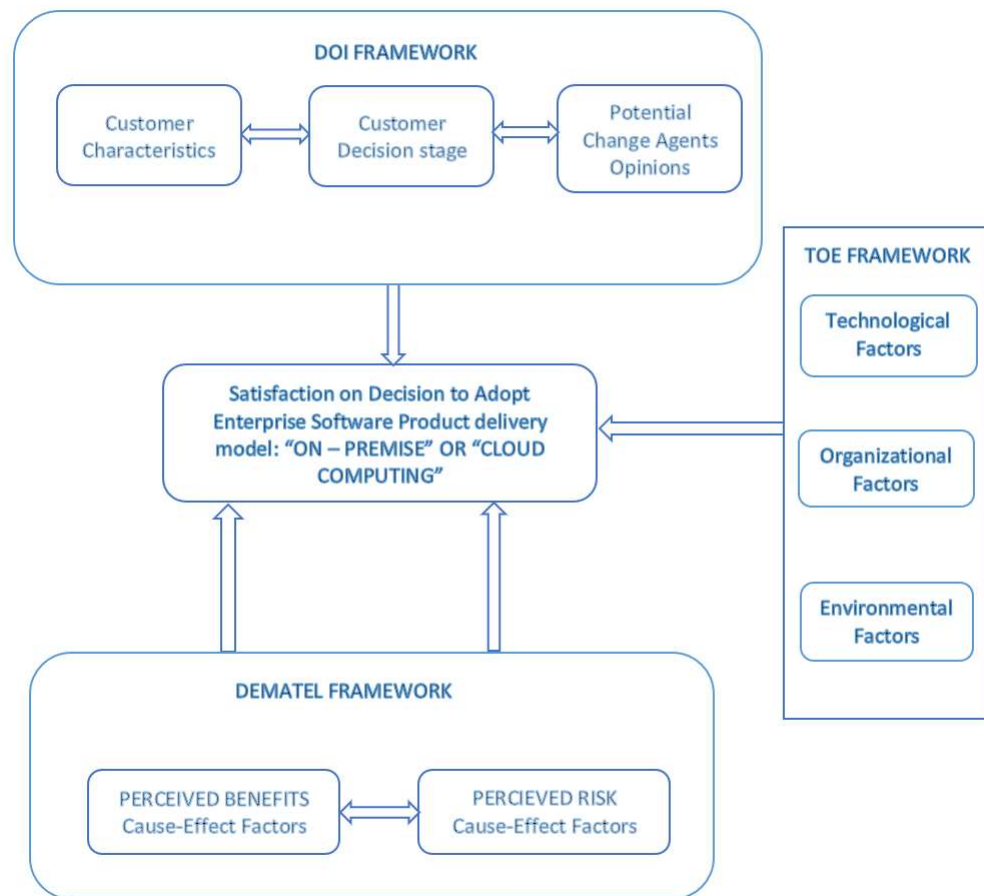 DOI FRAMEWORK
Customer
Characteristics
Customer
Decision stage
Potential
Change Agents
Opinions
TOE FRAMEWORK
Technological
Factors
Organizational
Factors
Environmental
Factors
Satisfaction on Decision to Adopt
Enterprise Software Product delivery
model: “ON – PREMISE” OR “CLOUD
COMPUTING”
DEMATEL FRAMEWORK
PERCEIVED BENEFITS
Cause-Effect Factors
PERCIEVED RISK
Cause-Effect Factors